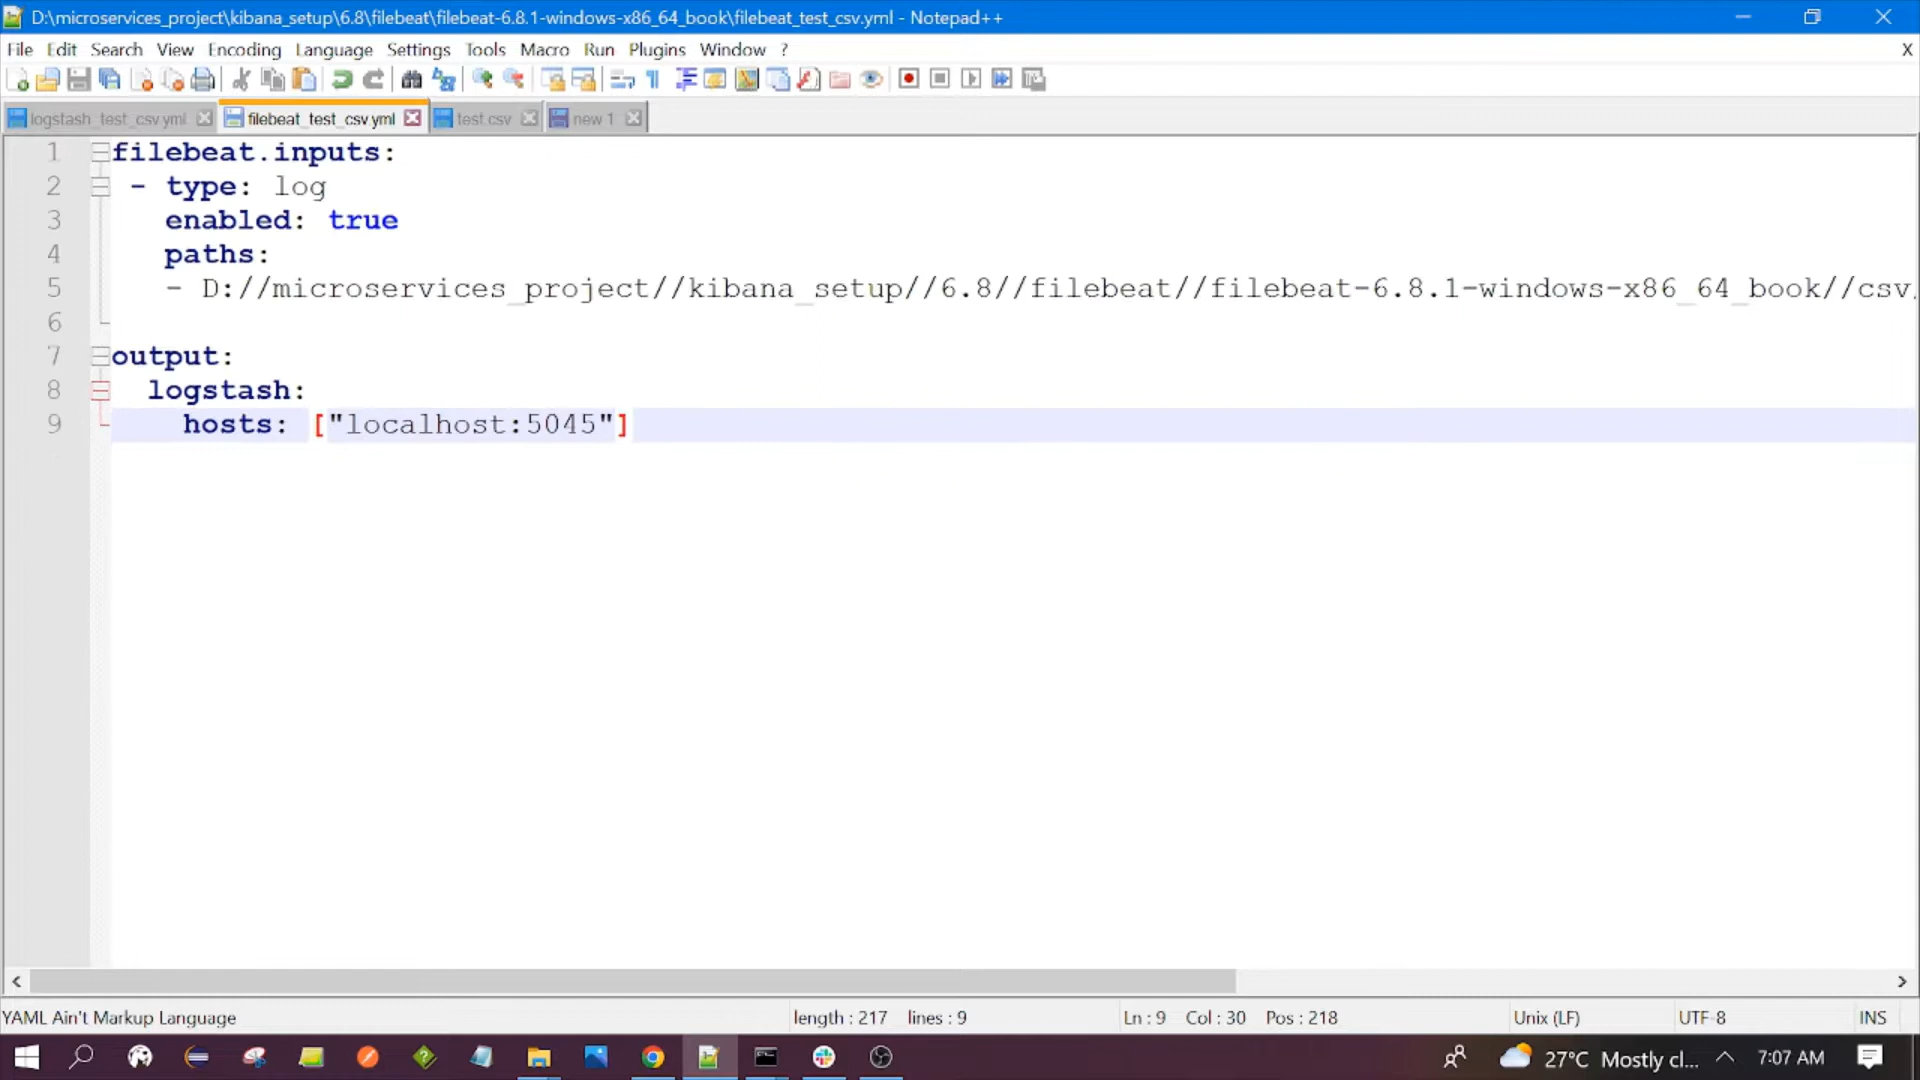 D:\microservices_project\kibana_setup\6.8\filebeat\filebeat-6.8.1-windows-x86_64_book\filebeat_test_csv.yml - Notepad++
File Edit Search View Encoding Language Settings Tools Macro Run Plugins Window ? X
logstash_test_csv.yml filebeat_test_csv.yml test.csv new 1
1 filebeat.inputs:
2 - type: log
3 enabled: true
4 paths:
5 - D://microservices_project//kibana_setup//6.8//filebeat//filebeat-6.8.1-windows-x86_64_book//csv
6
7 output:
8 logstash:
9 hosts: ["localhost:5045"]
YAML Ain't Markup Language length : 217 lines : 9 Ln : 9 Col : 30 Pos : 218 Unix (LF) UTF-8 INS
27°C Mostly cl... 7:07 AM